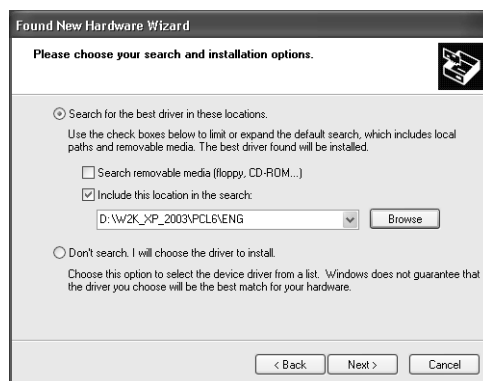 Found New Hardware Wizard
Please choose your search and installation options.
Search for the best driver in these locations.
Use the check boxes below to limit or expand the default search, which includes local
paths and removable media. The best driver found will be installed.
Search removable media (floppy, CD-ROM...)
Include this location in the search:
D:\W2K_XP_2003\PCL6\ENG
Browse
Don't search. I will choose the driver to install.
Choose this option to select the device driver from a list. Windows does not guarantee that
the driver you choose will be the best match for your hardware.
< Back Next > Cancel